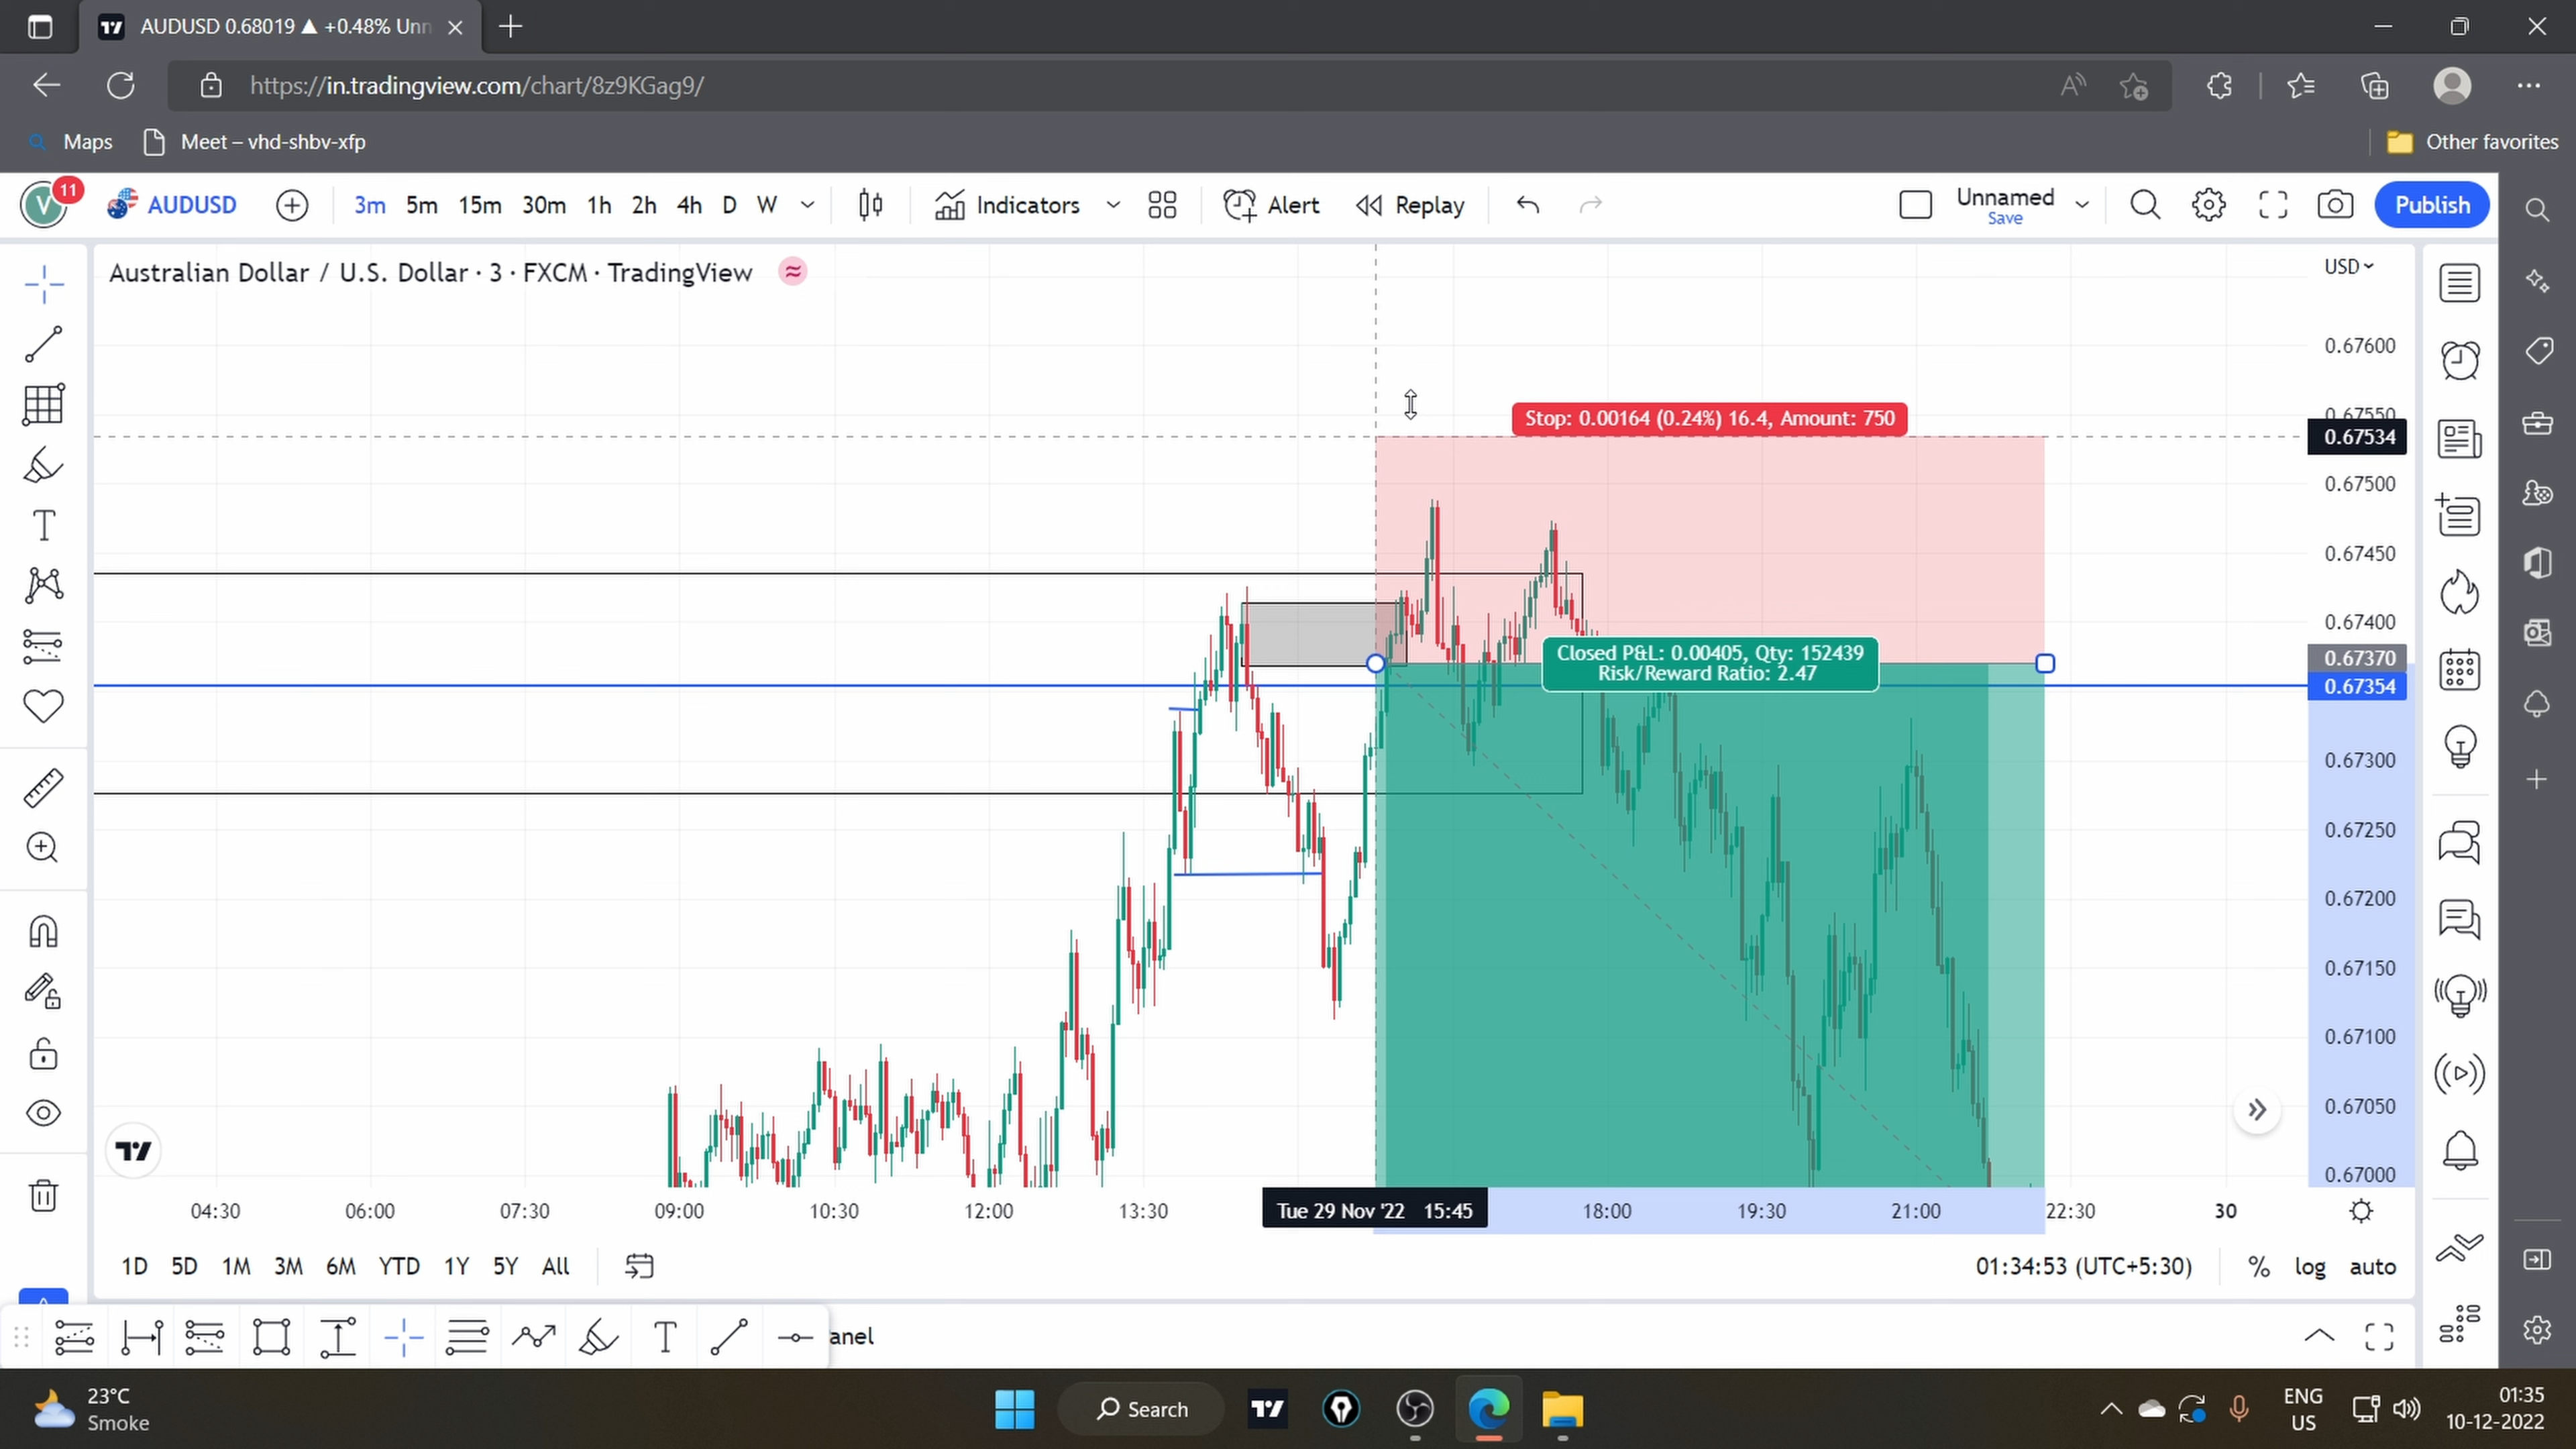 AUDUSD 0.68019 ▲ +0.48% Unn
https://in.tradingview.com/chart/8z9KGag9/
Maps
Meet – vhd-shbv-xfp
Other favorites
V
11
AUDUSD
3m 5m 15m 30m 1h 2h 4h D W
Indicators
Alert
Replay
Unnamed
Save
Publish
Australian Dollar / U.S. Dollar · 3 · FXCM · TradingView
USD
0.67600
Stop: 0.00164 (0.24%) 16.4, Amount: 750
0.67550
0.67534
0.67500
0.67450
0.67400
Closed P&L: 0.00405, Qty: 152439
Risk/Reward Ratio: 2.47
0.67370
0.67354
0.67300
0.67250
0.67200
0.67150
0.67100
0.67050
0.67000
04:30 06:00 07:30 09:00 10:30 12:00 13:30 Tue 29 Nov '22 15:45 18:00 19:30 21:00 22:30 30
1D 5D 1M 3M 6M YTD 1Y 5Y All
01:34:53 (UTC+5:30) % log auto
anel
23°C
Smoke
Search
ENG
US
01:35
10-12-2022